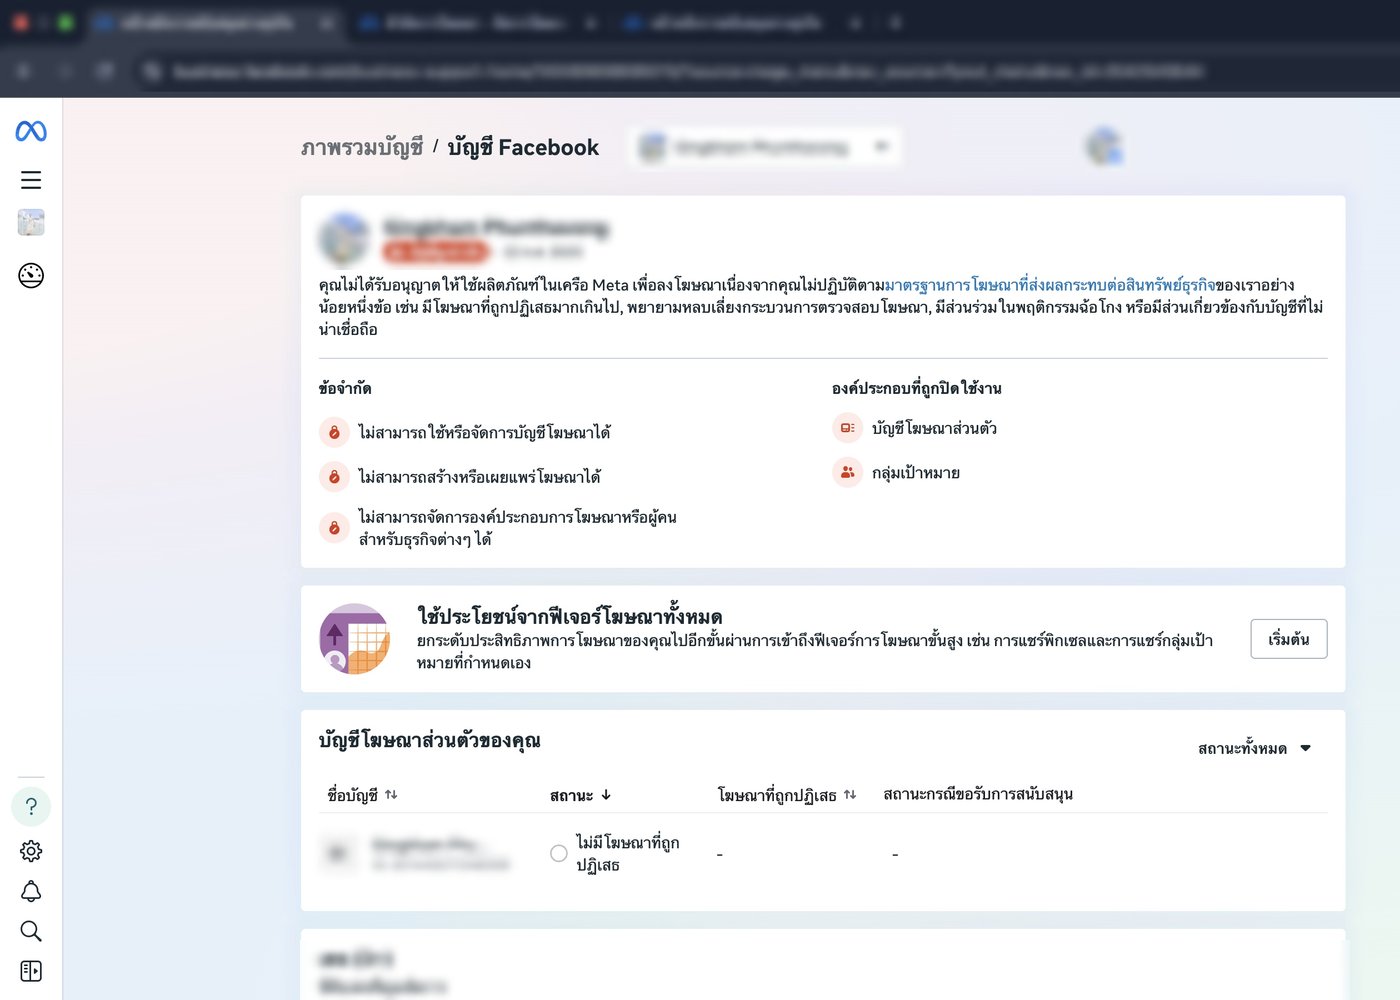 ภาพรวมบัญชี / บัญชี Facebook
คุณไม่ได้รับอนุญาตให้ใช้ผลิตภัณฑ์ในเครือ Meta เพื่อลงโฆษณาเนื่องจากคุณไม่ปฏิบัติตามมาตรฐานการโฆษณาที่ส่งผลกระทบต่อสินทรัพย์ธุรกิจของเราอย่าง
น้อยหนึ่งข้อ เช่น มีโฆษณาที่ถูกปฏิเสธมากเกินไป, พยายามหลบเลี่ยงกระบวนการตรวจสอบโฆษณา, มีส่วนร่วมในพฤติกรรมฉ้อโกง หรือมีส่วนเกี่ยวข้องกับบัญชีที่ไม่
น่าเชื่อถือ
ข้อจำกัด
ไม่สามารถใช้หรือจัดการบัญชีโฆษณาได้
ไม่สามารถสร้างหรือเผยแพร่โฆษณาได้
ไม่สามารถจัดการองค์ประกอบการโฆษณาหรือผู้คน
สำหรับธุรกิจต่างๆ ได้
องค์ประกอบที่ถูกปิดใช้งาน
บัญชีโฆษณาส่วนตัว
กลุ่มเป้าหมาย
ใช้ประโยชน์จากฟีเจอร์โฆษณาทั้งหมด
ยกระดับประสิทธิภาพการโฆษณาของคุณไปอีกขั้นผ่านการเข้าถึงฟีเจอร์การโฆษณาขั้นสูง เช่น การแชร์พิกเซลและการแชร์กลุ่มเป้า
หมายที่กำหนดเอง
เริ่มต้น
บัญชีโฆษณาส่วนตัวของคุณ
สถานะทั้งหมด
ชื่อบัญชี สถานะ โฆษณาที่ถูกปฏิเสธ สถานะกรณีขอรับการสนับสนุน
ไม่มีโฆษณาที่ถูก
ปฏิเสธ
- -